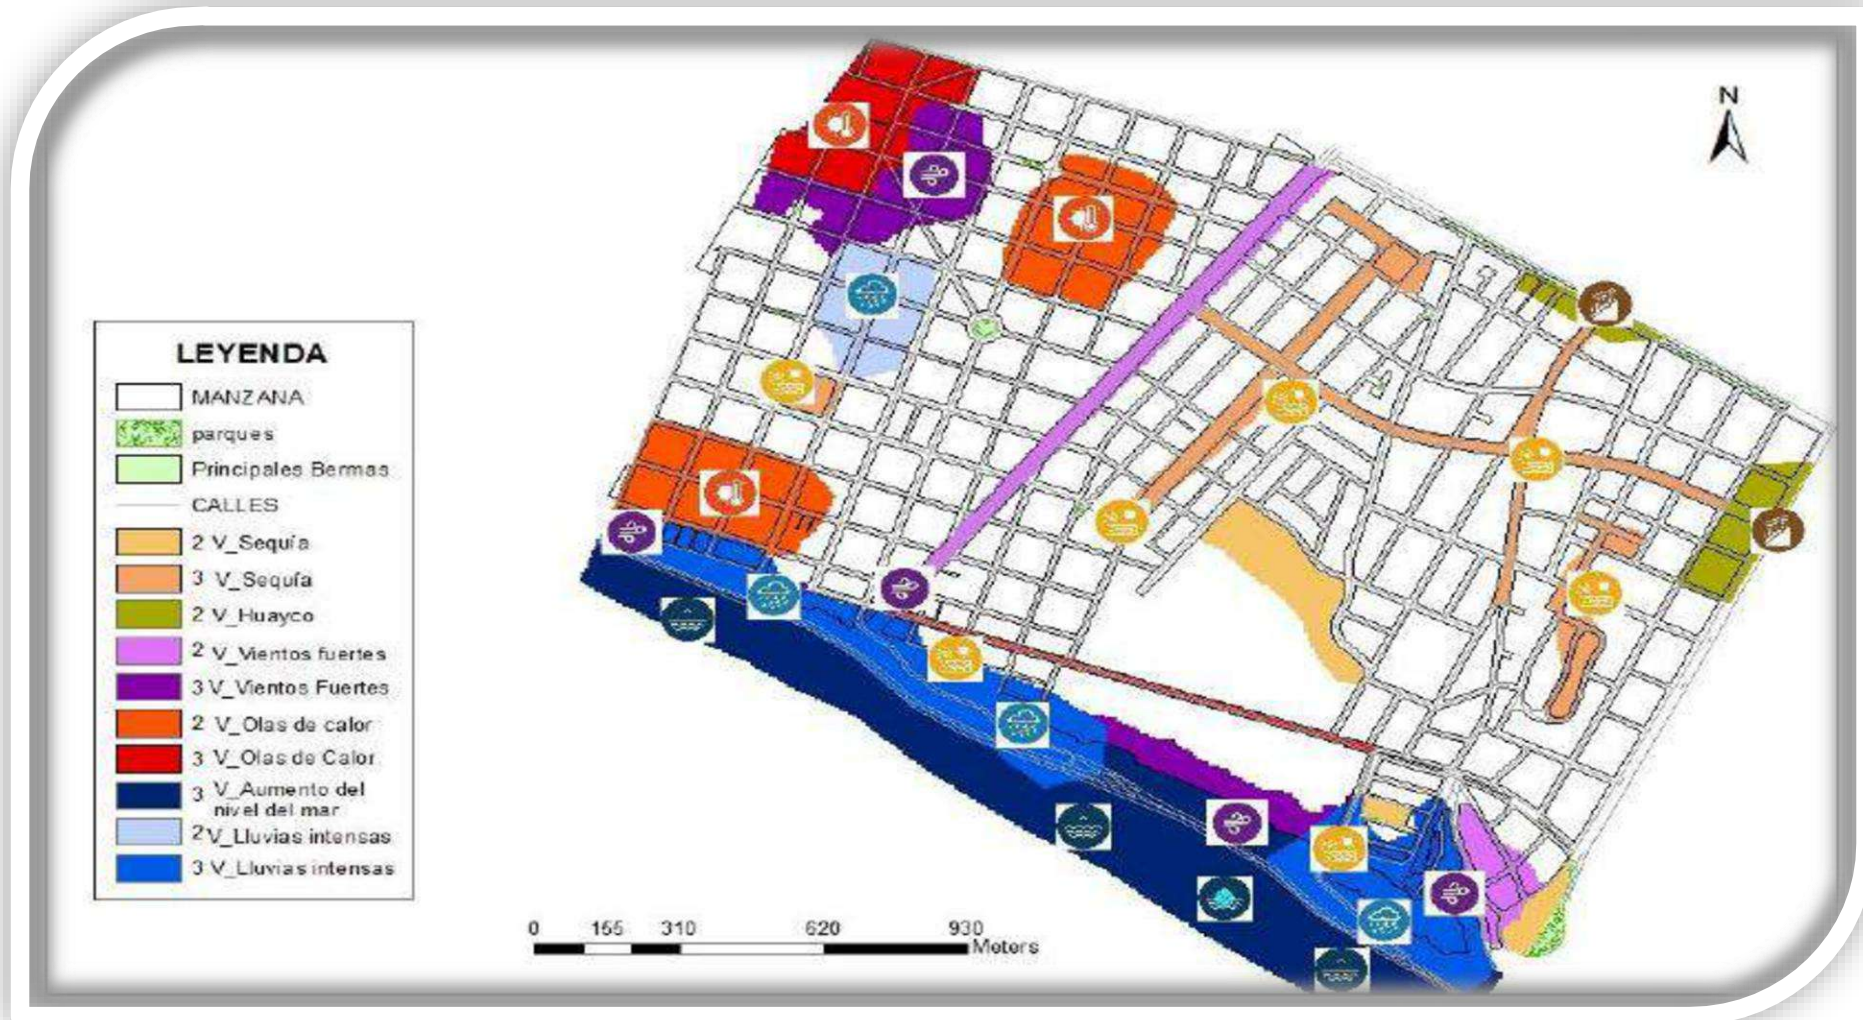 N
LEYENDA
MANZANA
parques
Principales Bermas
CALLES
2 V_Sequía
3 V_Sequía
2 V_Huayco
2 V_Vientos fuertes
3 V_Vientos Fuertes
2 V_Olas de calor
3 V_Olas de Calor
3 V_Aumento del
nivel del mar
2 V_Lluvias intensas
3 V_Lluvias intensas
0 155 310 620 930
Meters